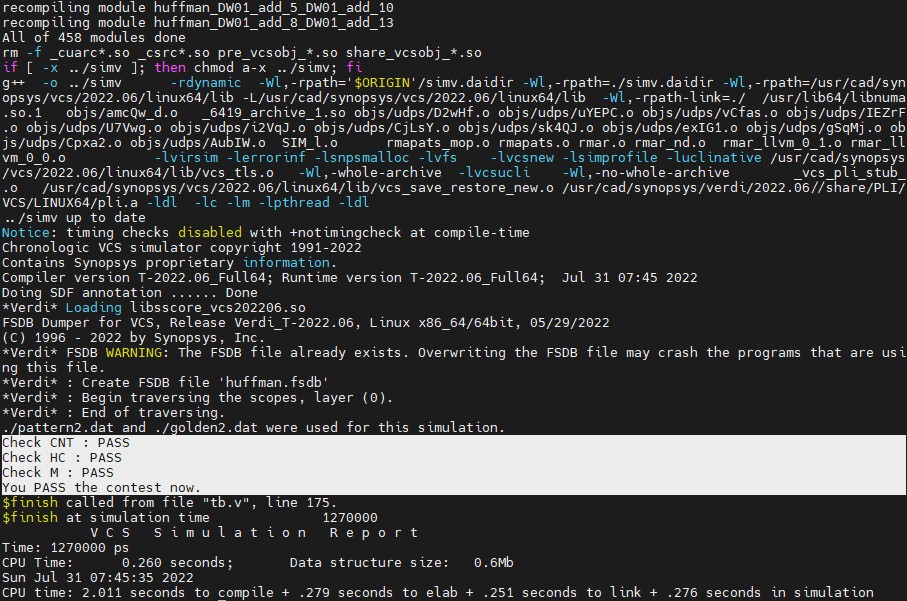 recompiling module huffman_DW01_add_5_DW01_add_10
recompiling module huffman_DW01_add_8_DW01_add_13
All of 458 modules done
rm -f _cuarc*.so _csrc*.so pre_vcsobj_*.so share_vcsobj_*.so
if [ -x ../simv ]; then chmod a-x ../simv; fi
g++  -o ../simv      -rdynamic  -Wl,-rpath='$ORIGIN'/simv.daidir -Wl,-rpath=./simv.daidir -Wl,-rpath=/usr/cad/syn
opsys/vcs/2022.06/linux64/lib -L/usr/cad/synopsys/vcs/2022.06/linux64/lib  -Wl,-rpath-link=./  /usr/lib64/libnuma
.so.1   objs/amcQw_d.o   _6419_archive_1.so objs/udps/D2wHf.o objs/udps/uYEPC.o objs/udps/vCfas.o objs/udps/IEZrF
.o objs/udps/U7Vwg.o objs/udps/i2VqJ.o objs/udps/CjLsY.o objs/udps/sk4QJ.o objs/udps/exIG1.o objs/udps/gSqMj.o ob
js/udps/Cpxa2.o objs/udps/AubIW.o  SIM_l.o      rmapats_mop.o rmapats.o rmar.o rmar_nd.o  rmar_llvm_0_1.o rmar_ll
vm_0_0.o           -lvirsim -lerrorinf -lsnpsmalloc -lvfs    -lvcsnew -lsimprofile -luclinative /usr/cad/synopsys
/vcs/2022.06/linux64/lib/vcs_tls.o   -Wl,-whole-archive  -lvcsucli    -Wl,-no-whole-archive        _vcs_pli_stub_
.o   /usr/cad/synopsys/vcs/2022.06/linux64/lib/vcs_save_restore_new.o /usr/cad/synopsys/verdi/2022.06//share/PLI/
VCS/LINUX64/pli.a -ldl  -lc -lm -lpthread -ldl
../simv up to date
Notice: timing checks disabled with +notimingcheck at compile-time
Chronologic VCS simulator copyright 1991-2022
Contains Synopsys proprietary information.
Compiler version T-2022.06_Full64; Runtime version T-2022.06_Full64;  Jul 31 07:45 2022
Doing SDF annotation ...... Done
*Verdi* Loading libsscore_vcs202206.so
FSDB Dumper for VCS, Release Verdi_T-2022.06, Linux x86_64/64bit, 05/29/2022
(C) 1996 - 2022 by Synopsys, Inc.
*Verdi* FSDB WARNING: The FSDB file already exists. Overwriting the FSDB file may crash the programs that are usi
ng this file.
*Verdi* : Create FSDB file 'huffman.fsdb'
*Verdi* : Begin traversing the scopes, layer (0).
*Verdi* : End of traversing.
./pattern2.dat and ./golden2.dat were used for this simulation.
Check CNT : PASS
Check HC : PASS
Check M : PASS
You PASS the contest now.
$finish called from file "tb.v", line 175.
$finish at simulation time              1270000
V C S   S i m u l a t i o n   R e p o r t
Time: 1270000 ps
CPU Time:      0.260 seconds;       Data structure size:   0.6Mb
Sun Jul 31 07:45:35 2022
CPU time: 2.011 seconds to compile + .279 seconds to elab + .251 seconds to link + .276 seconds in simulation